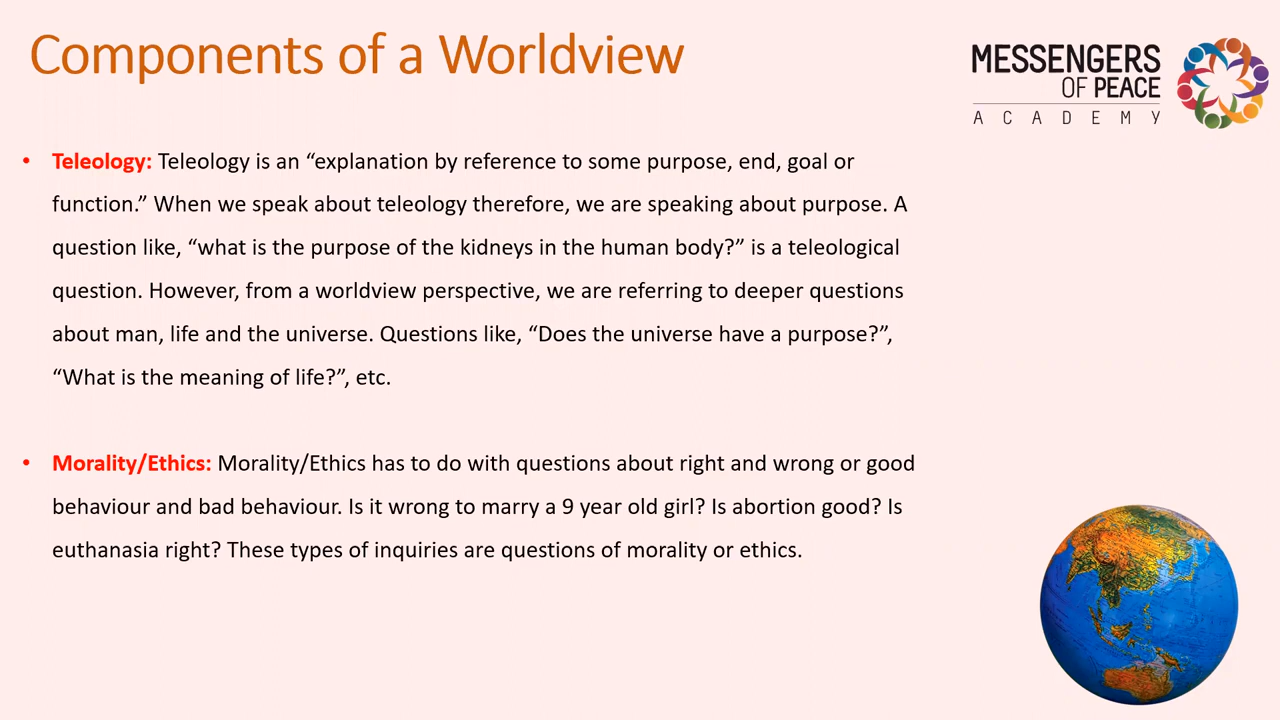 Components of a Worldview
MESSENGERS
OF PEACE
ACADEMY
• Teleology: Teleology is an “explanation by reference to some purpose, end, goal or
function.” When we speak about teleology therefore, we are speaking about purpose. A
question like, “what is the purpose of the kidneys in the human body?” is a teleological
question. However, from a worldview perspective, we are referring to deeper questions
about man, life and the universe. Questions like, “Does the universe have a purpose?”,
“What is the meaning of life?”, etc.
• Morality/Ethics: Morality/Ethics has to do with questions about right and wrong or good
behaviour and bad behaviour. Is it wrong to marry a 9 year old girl? Is abortion good? Is
euthanasia right? These types of inquiries are questions of morality or ethics.